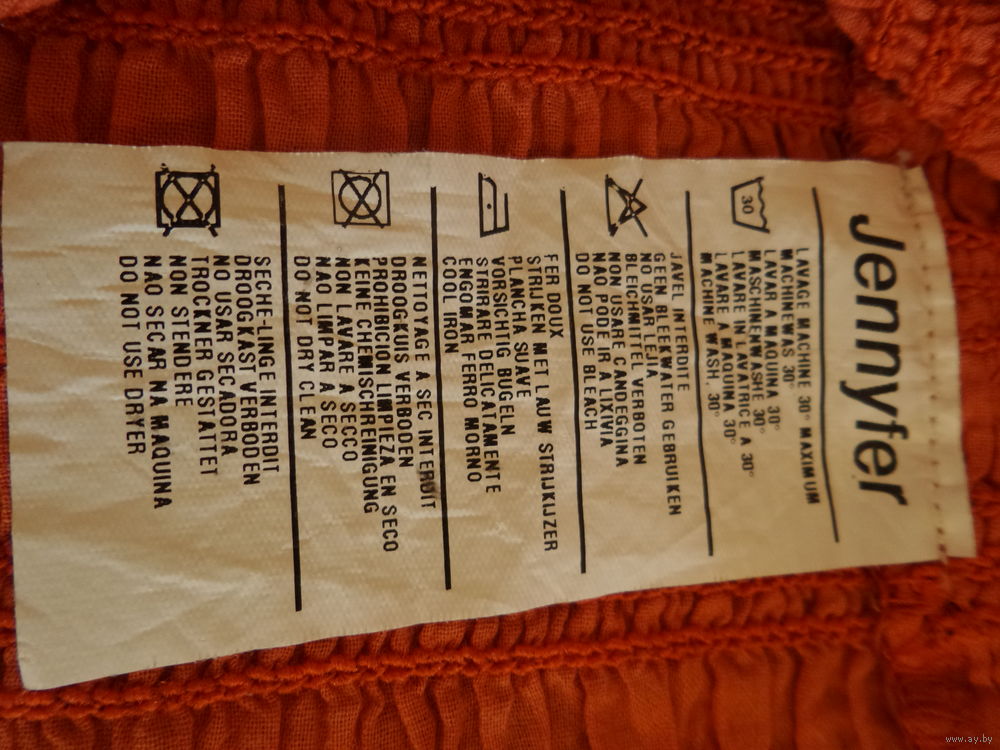 Jennyfer
30
LAVAGE MACHINE 30° MAXIMUM
MACHINEWAS 30°
LAVAR A MAQUINA 30°
MASCHINENWASHE 30°
LAVARE IN LAVATRICE A 30°
LAVARE A MAQUINA 30°
MACHINE WASH. 30°
JAVEL INTERDITE
GEEN BLEEKWATER GEBRUIKEN
NO USAR LEJIA
BLEICHMITTEL VERBOTEN
NON USARE CANDEGGINA
NAO PODE IR A LIXIVIA
DO NOT USE BLEACH
FER DOUX
STRIJKEN MET LAUW STRIJKIJZER
PLANCHA SUAVE
VORSICHTIG BUGELN
STRIRARE DELICATAMENTE
ENGOMAR FERRO MORNO
COOL IRON
NETTOYAGE A SEC INTERDIT
DROOGKUIS VERBODEN
PROHIBICION LIMPIEZA EN SECO
KEINE CHEMISCHREINIGUNG
NON LAVARE A SECCO
NAO LIMPAR A SECO
DO NOT DRY CLEAN
SECHE-LINGE INTERDIT
DROOGKAST VERBODEN
NO USAR SECADORA
TROCKNER GESTATTET
NON STENDERE
NAO SECAR NA MAQUINA
DO NOT USE DRYER
www.ay.by